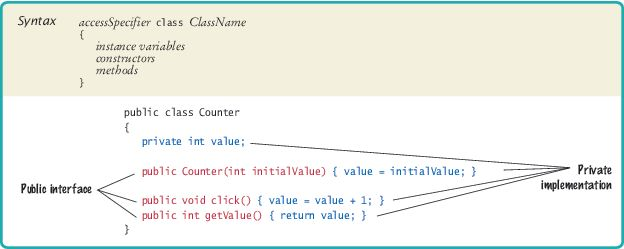 Syntax accessSpecifier class ClassName
{
instance variables
constructors
methods
}
public class Counter
{
private int value;
public Counter(int initialValue) { value = initialValue; }
Private
implementation
Public interface
public void click() { value = value + 1; }
public int getValue() { return value; }
}